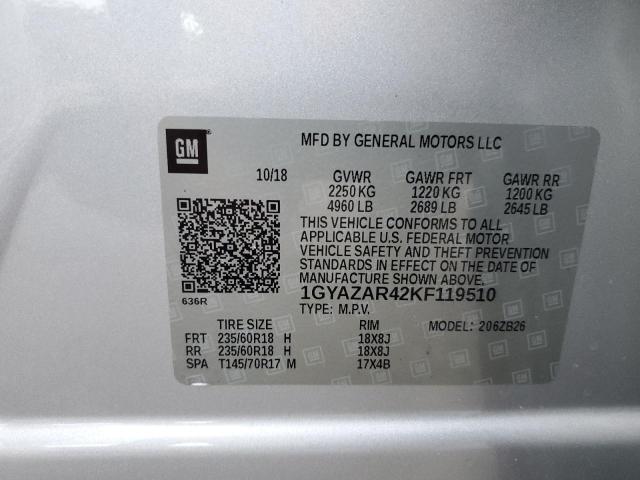 GM
MFD BY GENERAL MOTORS LLC
10/18 GVWR GAWR FRT GAWR RR
2250 KG 1220 KG 1200 KG
4960 LB 2689 LB 2645 LB
THIS VEHICLE CONFORMS TO ALL
APPLICABLE U.S. FEDERAL MOTOR
VEHICLE SAFETY AND THEFT PREVENTION
STANDARDS IN EFFECT ON THE DATE OF
MANUFACTURE SHOWN ABOVE.
636R
1GYAZAR42KF119510
TYPE: M.P.V. MODEL: 206ZB26
TIRE SIZE RIM
FRT 235/60R18 H 18X8J
RR 235/60R18 H 18X8J
SPA T145/70R17 M 17X4B